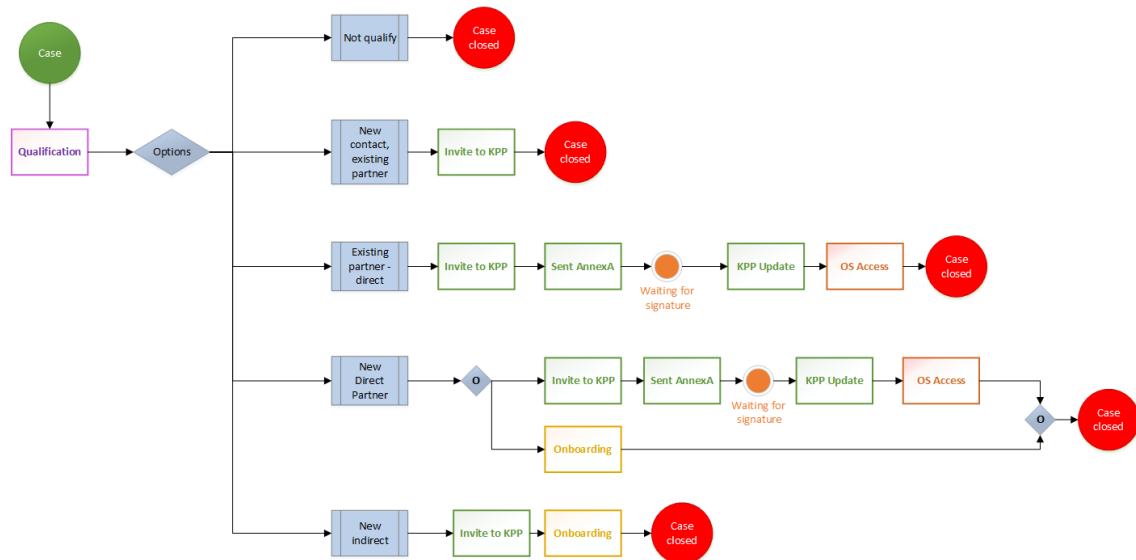 Case
Qualification
Options
Not qualify
Case
closed
New
contact,
existing
partner
Invite to KPP
Case
closed
Existing
partner -
direct
Invite to KPP
Sent AnnexA
Waiting for
signature
KPP Update
OS Access
Case
closed
New
Direct
Partner
O
Invite to KPP
Sent AnnexA
Waiting for
signature
KPP Update
OS Access
Onboarding
O
Case
closed
New
indirect
Invite to KPP
Onboarding
Case
closed